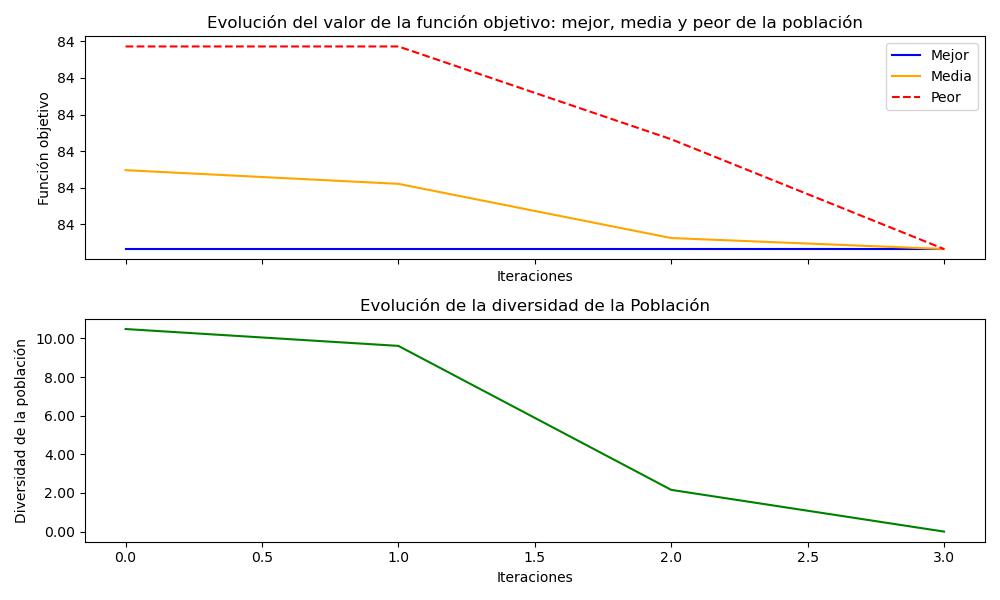 Evolución del valor de la función objetivo: mejor, media y peor de la población
84
84
84
84
84
84
Función objetivo
Mejor
Media
Peor
Iteraciones
Evolución de la diversidad de la Población
10.00
8.00
6.00
4.00
2.00
0.00
Diversidad de la población
0.0 0.5 1.0 1.5 2.0 2.5 3.0
Iteraciones